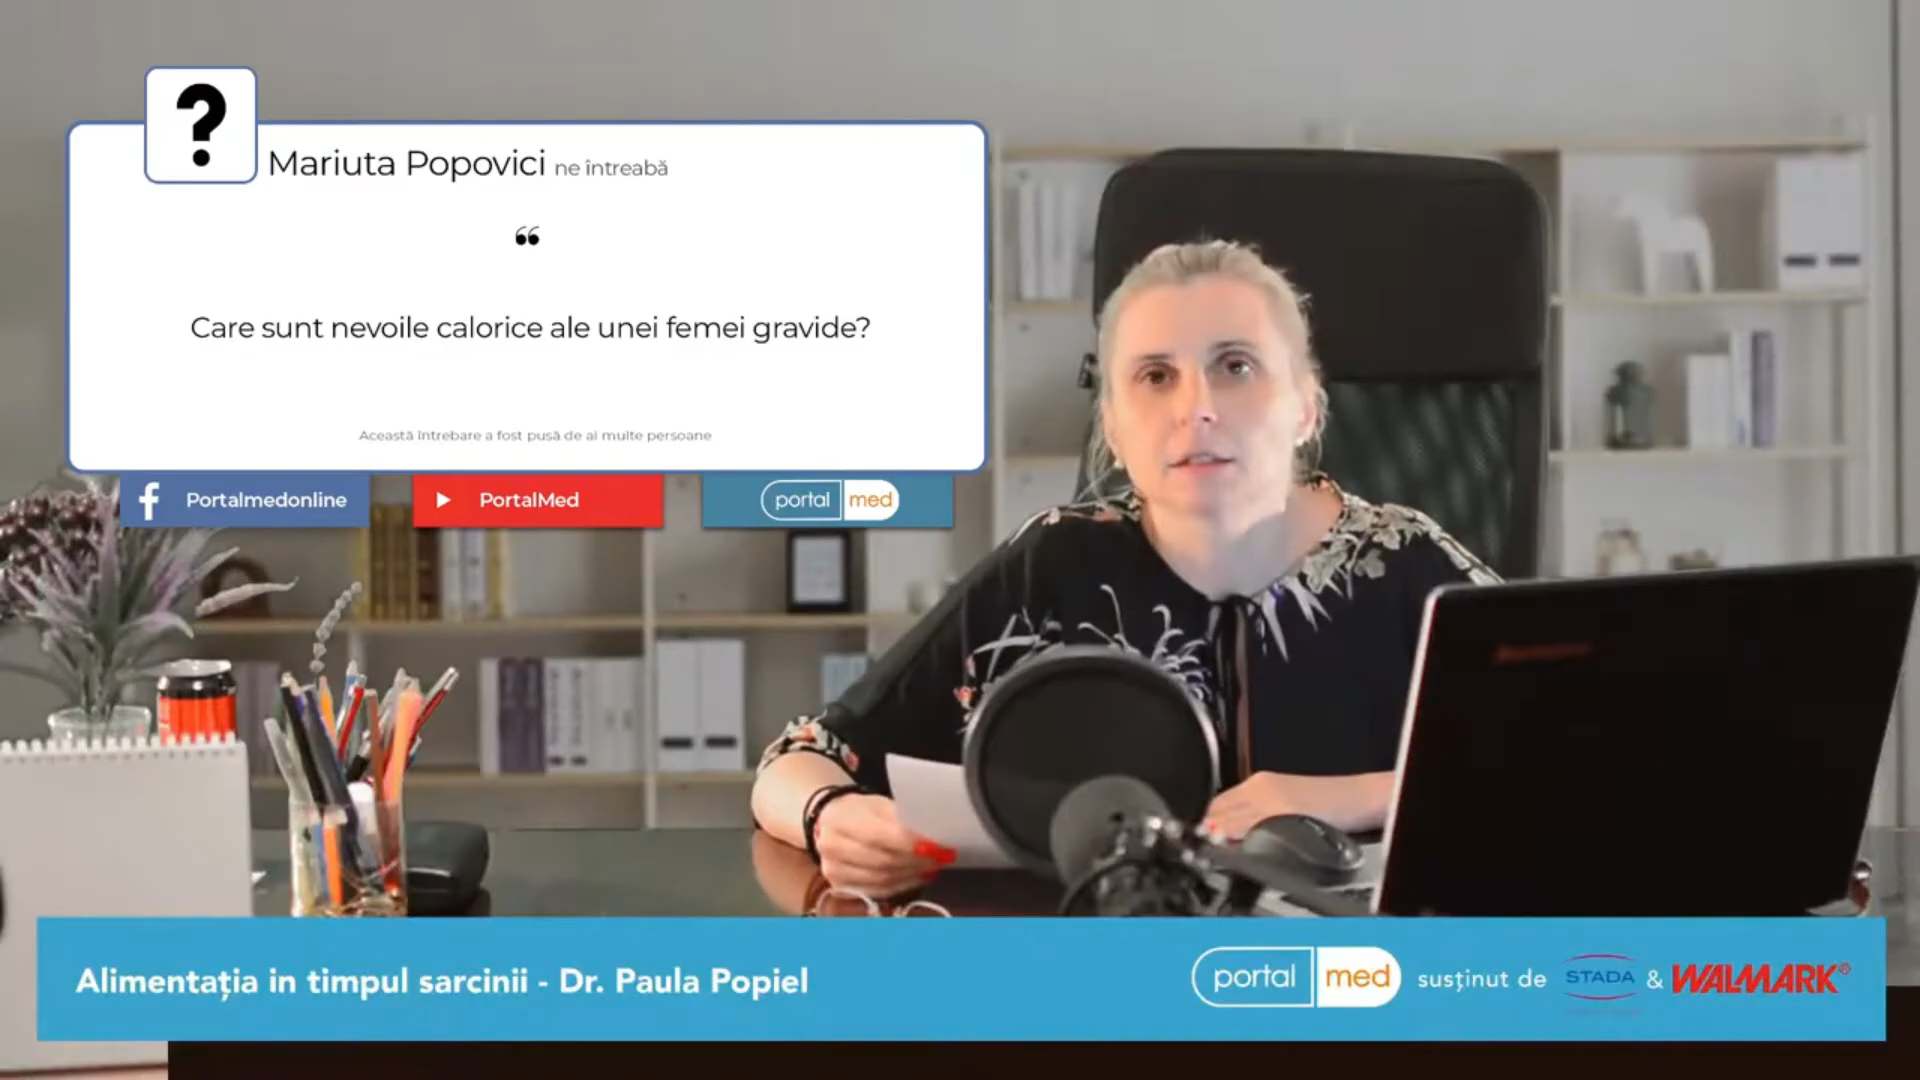 ?
Mariuta Popovici ne întreabă
“
Care sunt nevoile calorice ale unei femei gravide?
Această întrebare a fost pusă de ai multe persoane
f Portalmedonline
PortalMed
portal med
Alimentația in timpul sarcinii - Dr. Paula Popiel
portal med susținut de STADA & WALMARK®